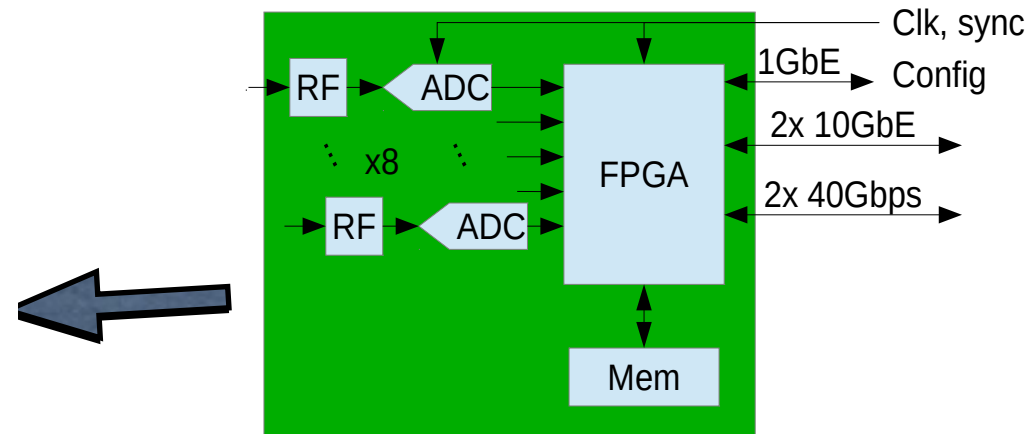 Clk, sync
1GbE
Config
RF
ADC
2x 10GbE
x8
FPGA
2x 40Gbps
RF
ADC
Mem